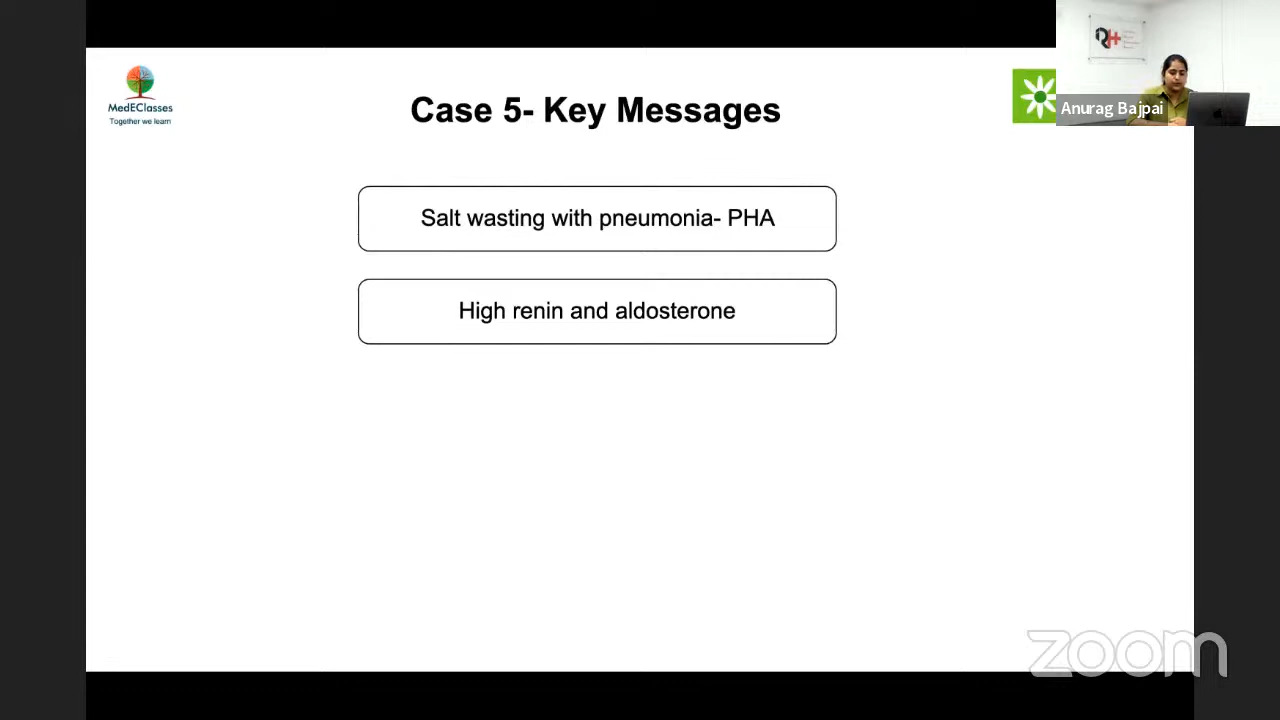 MedEClasses
Together we learn
Case 5- Key Messages
RHE
Anurag Bajpai
Salt wasting with pneumonia- PHA
High renin and aldosterone
zoom